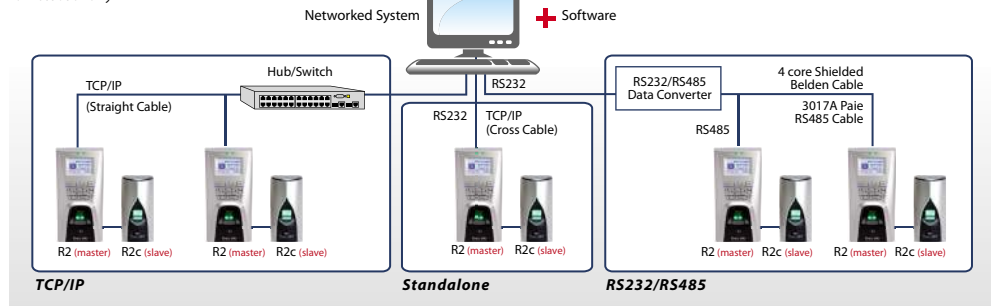 Networked System
Software
TCP/IP
(Straight Cable)
Hub/Switch
RS232
RS232
TCP/IP
(Cross Cable)
RS232/RS485
Data Converter
4 core Shielded
Belden Cable
3017A Paie
RS485 Cable
RS485
R2 (master) R2c (slave)
R2 (master) R2c (slave)
R2 (master) R2c (slave)
R2 (master) R2c (slave)
R2 (master) R2c (slave)
TCP/IP
Standalone
RS232/RS485